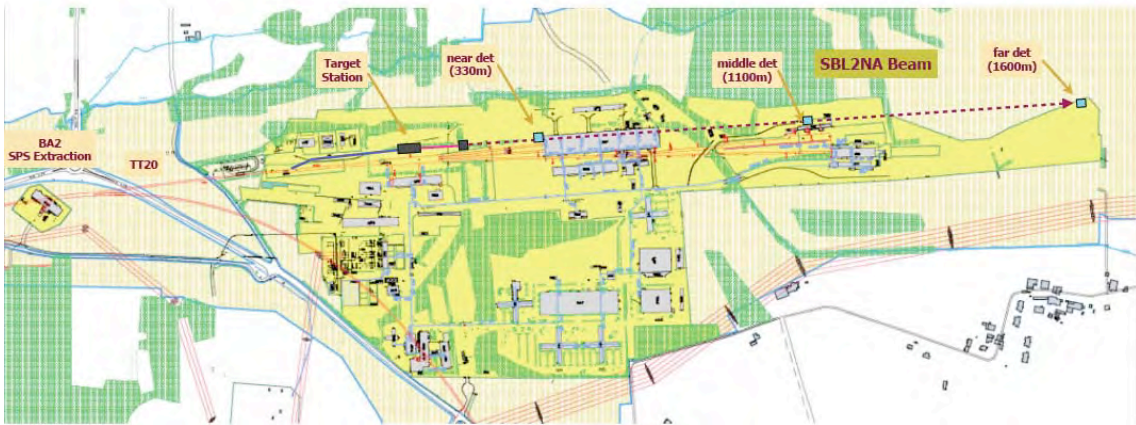 Target
Station
near det
(330m)
middle det
(1100m)
SBL2NA Beam
far det
(1600m)
BA2
SPS Extraction
TT20